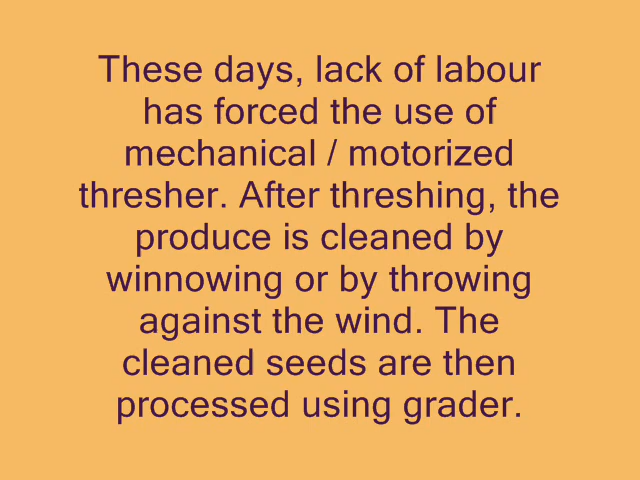 These days, lack of labour
has forced the use of
mechanical / motorized
thresher. After threshing, the
produce is cleaned by
winnowing or by throwing
against the wind. The
cleaned seeds are then
processed using grader.